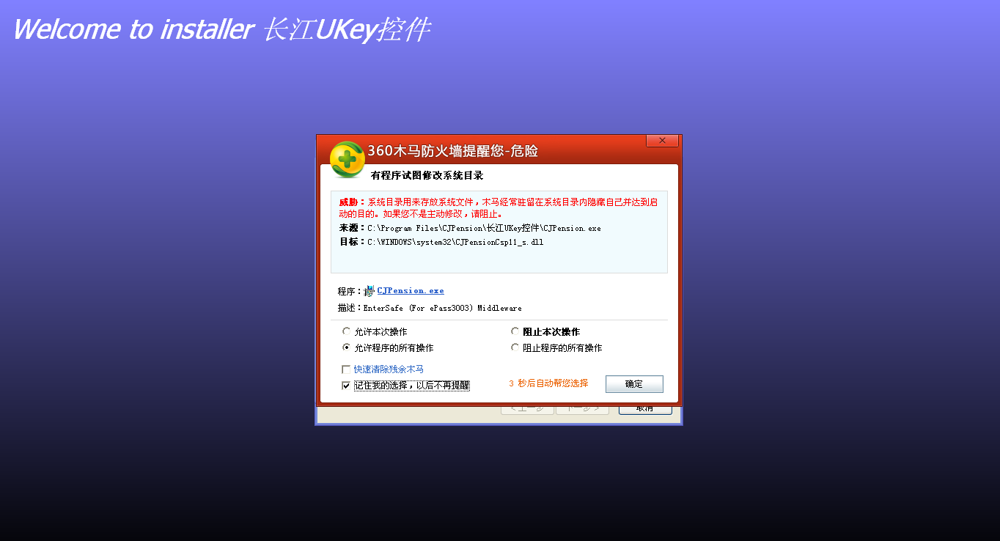 Welcome to installer 长江UKey控件
360木马防火墙提醒您-危险
有程序试图修改系统目录
威胁：系统目录用来存放系统文件，木马经常驻留在系统目录内隐藏自己并达到启
动的目的。如果您不是主动修改，请阻止。
来源：C:\Program Files\CJPension\长江UKey控件\CJPension.exe
目标：C:\WINDOWS\system32\CJPensionCsp11_s.dll
程序：CJPension.exe
描述：EnterSafe (For ePass3003) Middleware
允许本次操作 阻止本次操作
允许程序的所有操作 阻止程序的所有操作
快速清除残余木马
记住我的选择，以后不再提醒 3 秒后自动帮您选择 确定
<上一步 下一步> 取消